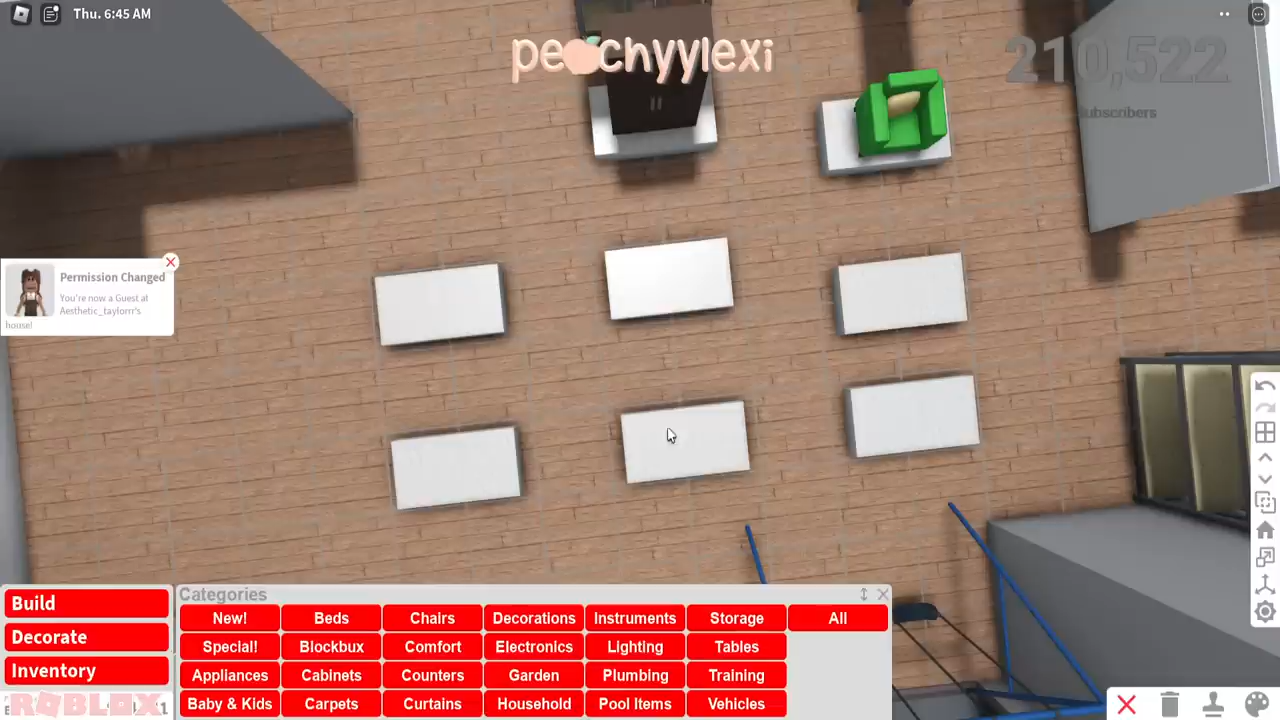 Thu. 6:45 AM
peachyylexi
210,522
subscribers
Permission Changed
You're now a Guest at
Aesthetic_taylorrr's
house!
Build
Decorate
Inventory
ROBLOX
Categories
New! Beds Chairs Decorations Instruments Storage All
Special! Blockbux Comfort Electronics Lighting Tables
Appliances Cabinets Counters Garden Plumbing Training
Baby & Kids Carpets Curtains Household Pool Items Vehicles